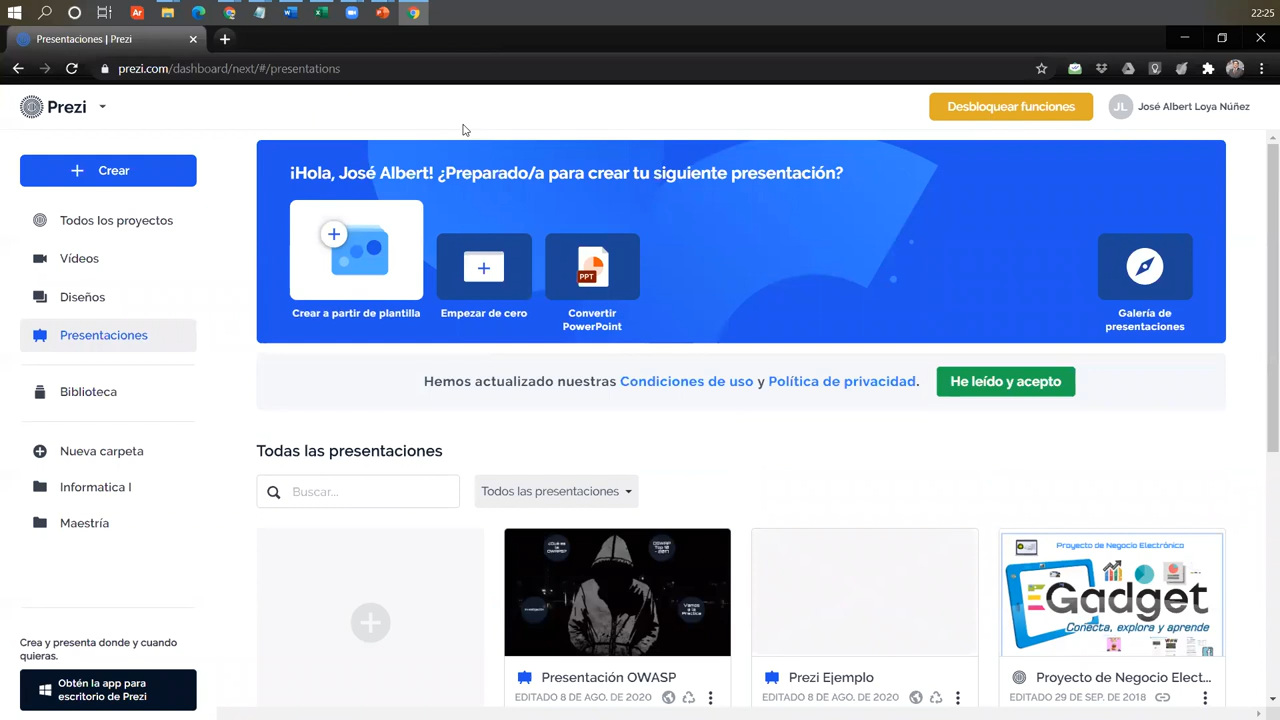 22:25
Presentaciones | Prezi
prezi.com/dashboard/next/#/presentations
Prezi
Desbloquear funciones
JL
José Albert Loya Núñez
Crear
¡Hola, José Albert! ¿Preparado/a para crear tu siguiente presentación?
Todos los proyectos
Vídeos
Diseños
Presentaciones
Biblioteca
Nueva carpeta
Informatica I
Maestría
PPT
Crear a partir de plantilla
Empezar de cero
Convertir
PowerPoint
Galería de
presentaciones
Hemos actualizado nuestras Condiciones de uso y Política de privacidad.
He leído y acepto
Todas las presentaciones
Buscar...
Todas las presentaciones
Proyecto de Negocio Electrónico
EGadget
Conecta, explora y aprende
Presentación OWASP
EDITADO 8 DE AGO. DE 2020
Prezi Ejemplo
EDITADO 8 DE AGO. DE 2020
Proyecto de Negocio Elect...
EDITADO 29 DE SEP. DE 2018
Crea y presenta donde y cuando
quieras.
Obtén la app para
escritorio de Prezi